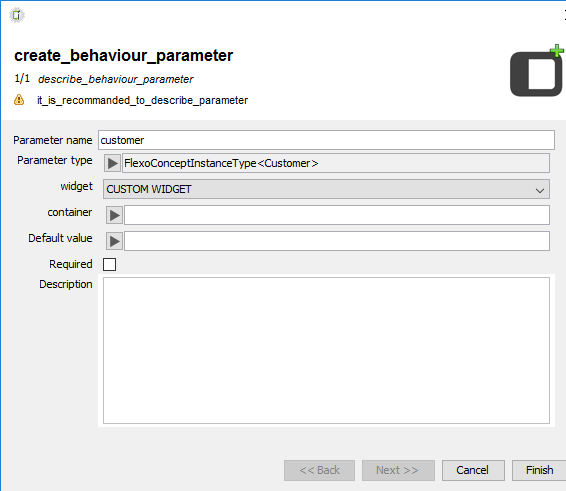 create_behaviour_parameter
1/1 describe_behaviour_parameter
it_is_recommanded_to_describe_parameter
Parameter name customer
Parameter type FlexoConceptInstanceType<Customer>
widget CUSTOM WIDGET
container
Default value
Required
Description
<< Back Next >> Cancel Finish